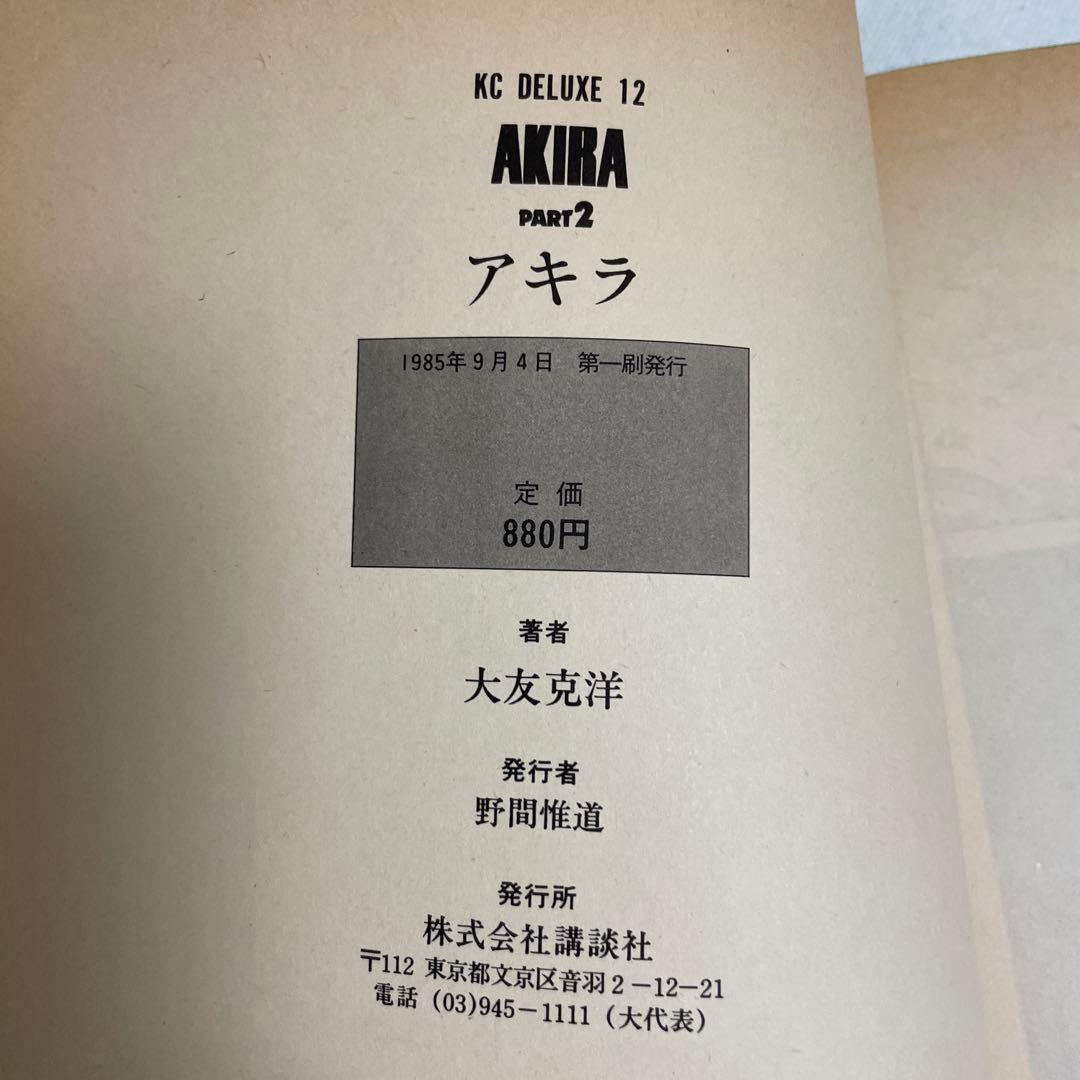 KC DELUXE 12
AKIRA
PART2
アキラ
1985年9月4日 第一刷発行
定価
880円
著者
大友克洋
発行者
野間惟道
発行所
株式会社講談社
〒112 東京都文京区音羽2-12-21
電話 (03)945-1111 (大代表)